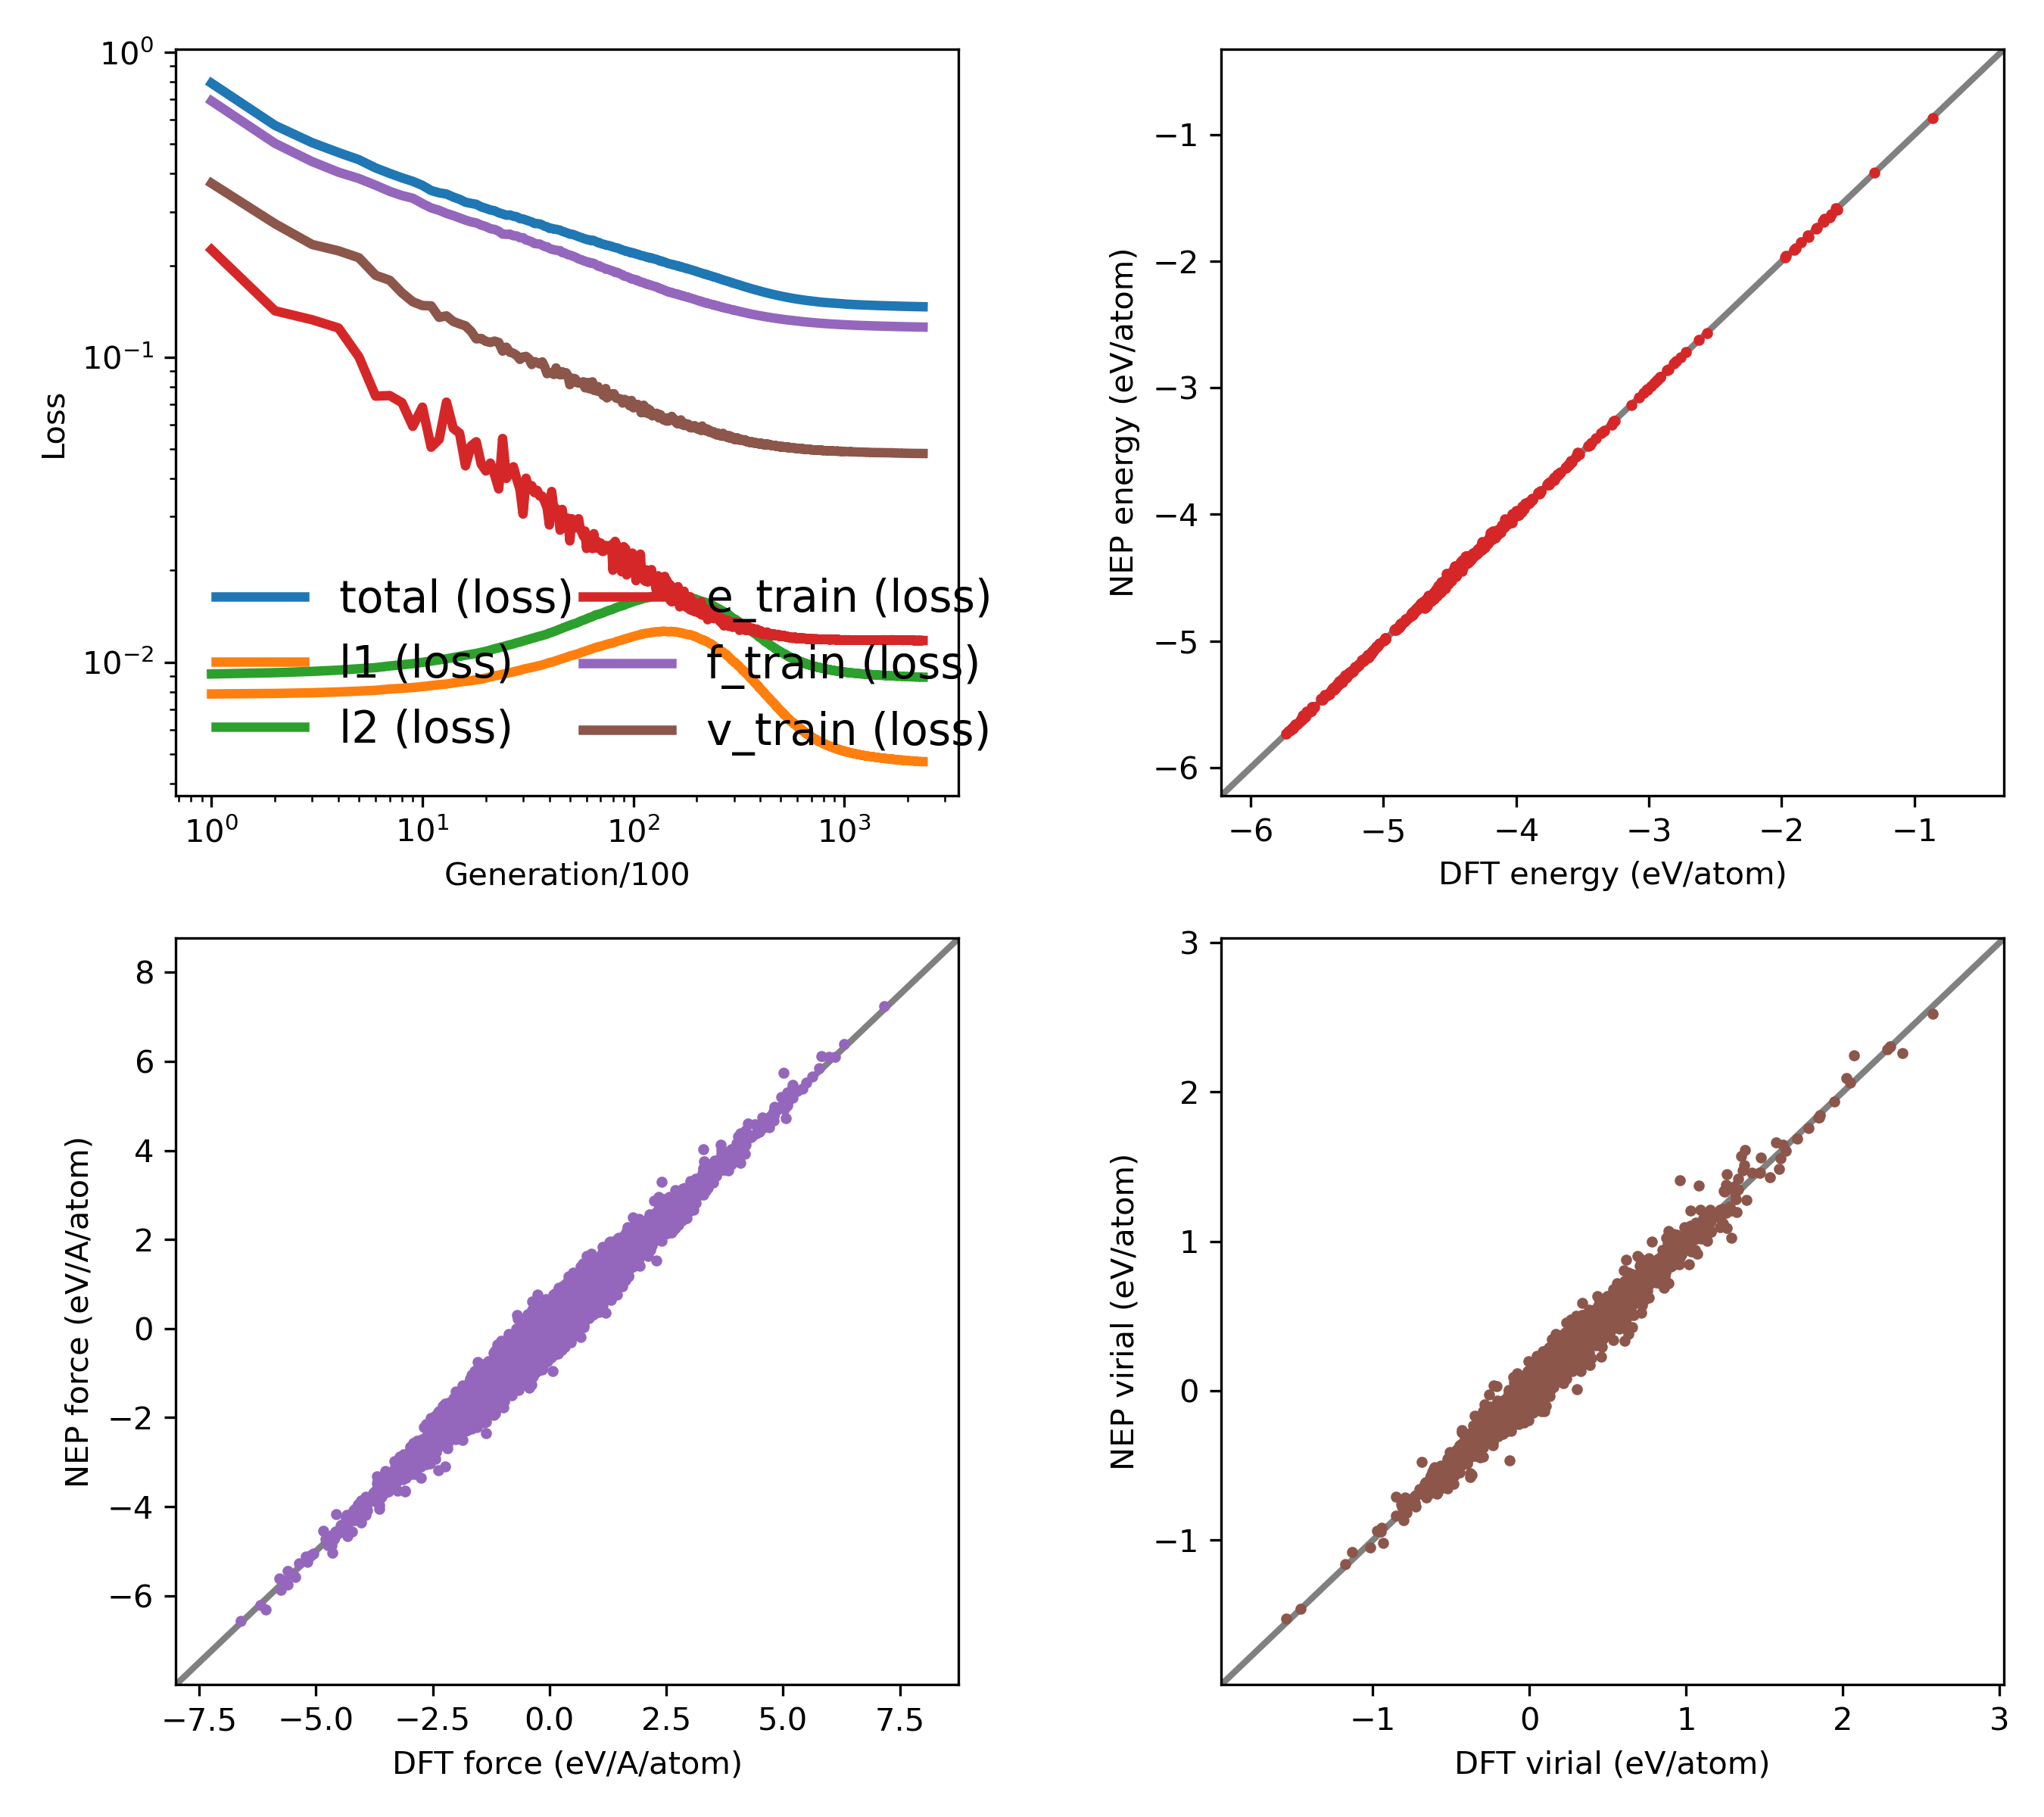 10^0
10^-1
10^-2
Loss
total (loss)
l1 (loss)
l2 (loss)
e_train (loss)
f_train (loss)
v_train (loss)
10^0 10^1 10^2 10^3
Generation/100
−1
−2
−3
−4
−5
−6
NEP energy (eV/atom)
−6 −5 −4 −3 −2 −1
DFT energy (eV/atom)
8
6
4
2
0
−2
−4
−6
NEP force (eV/A/atom)
−7.5 −5.0 −2.5 0.0 2.5 5.0 7.5
DFT force (eV/A/atom)
3
2
1
0
−1
NEP virial (eV/atom)
−1 0 1 2 3
DFT virial (eV/atom)